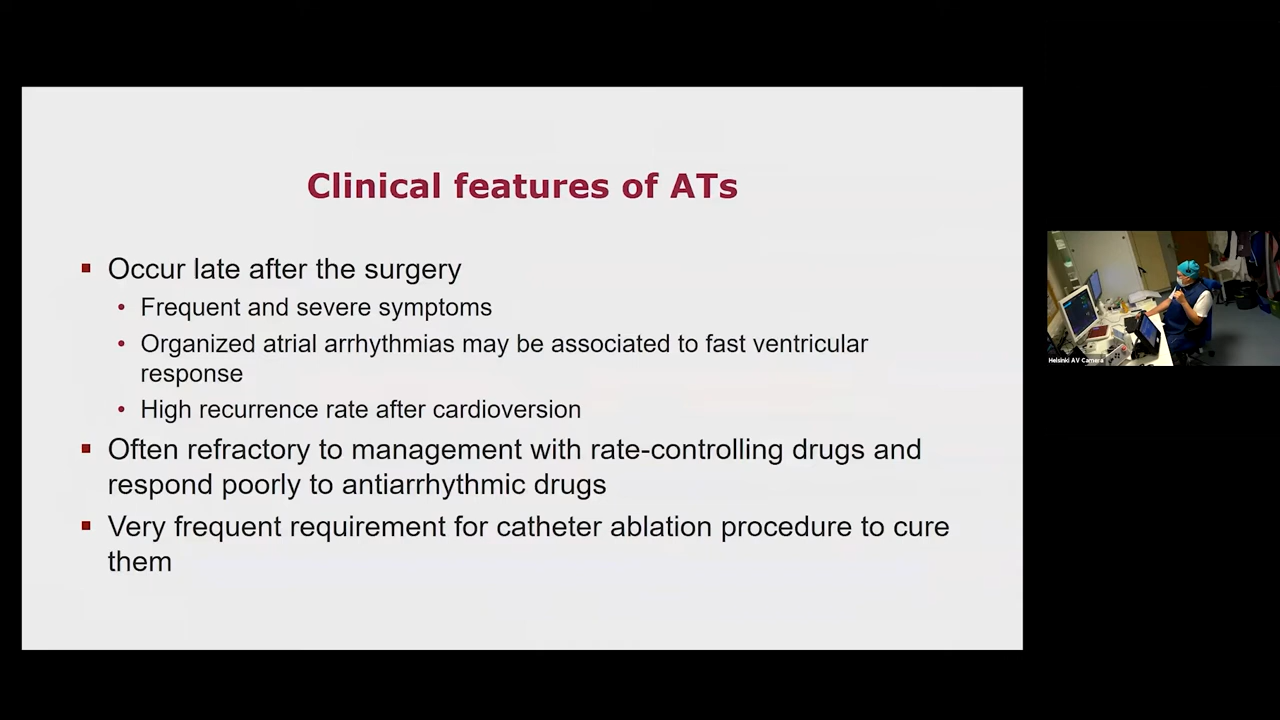 Clinical features of ATs
▪ Occur late after the surgery
• Frequent and severe symptoms
• Organized atrial arrhythmias may be associated to fast ventricular
response
• High recurrence rate after cardioversion
▪ Often refractory to management with rate-controlling drugs and
respond poorly to antiarrhythmic drugs
▪ Very frequent requirement for catheter ablation procedure to cure
them
Helsinki AV Camera